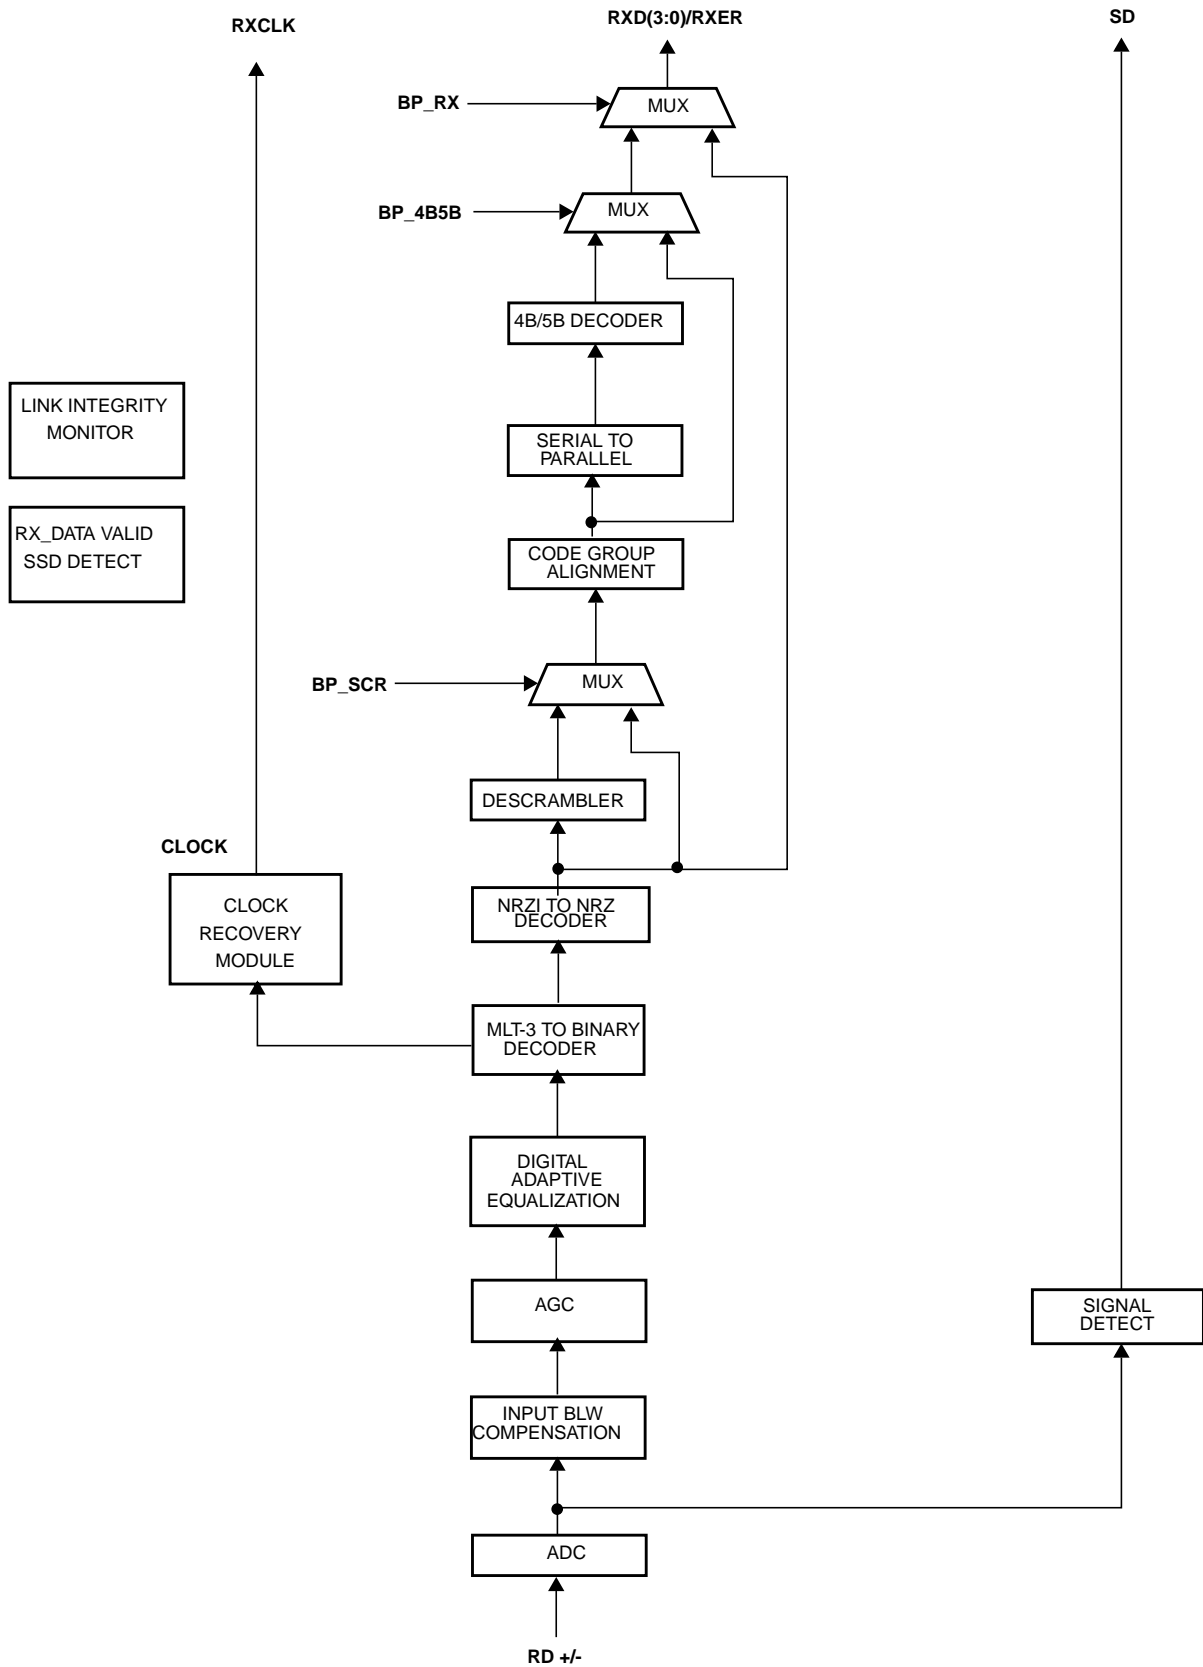 RXD(3:0)/RXER
SD
RXCLK
BP_RX
MUX
BP_4B5B
MUX
4B/5B DECODER
LINK INTEGRITY
MONITOR
SERIAL TO
PARALLEL
RX_DATA VALID
SSD DETECT
CODE GROUP
ALIGNMENT
BP_SCR
MUX
DESCRAMBLER
CLOCK
CLOCK
RECOVERY
MODULE
NRZI TO NRZ
DECODER
MLT-3 TO BINARY
DECODER
DIGITAL
ADAPTIVE
EQUALIZATION
AGC
SIGNAL
DETECT
INPUT BLW
COMPENSATION
ADC
RD +/-